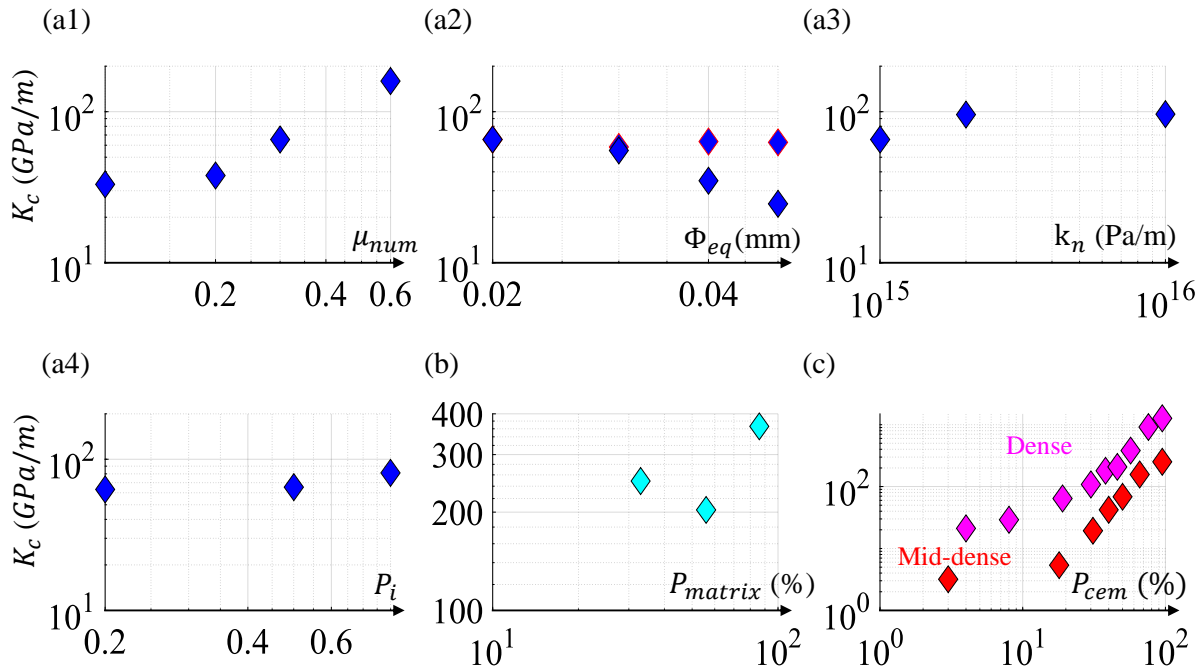 (a1)
(a2)
(a3)
K_c (GPa/m)
10^2
10^1
0.2
0.4
0.6
μ_num
10^2
10^1
0.02
0.04
Φ_eq(mm)
10^2
10^1
10^15
10^16
k_n (Pa/m)
(a4)
(b)
(c)
K_c (GPa/m)
10^2
10^1
0.2
0.4
0.6
P_i
400
300
200
100
10^1
10^2
P_matrix (%)
10^2
10^0
10^0
10^1
10^2
Dense
Mid-dense
P_cem (%)